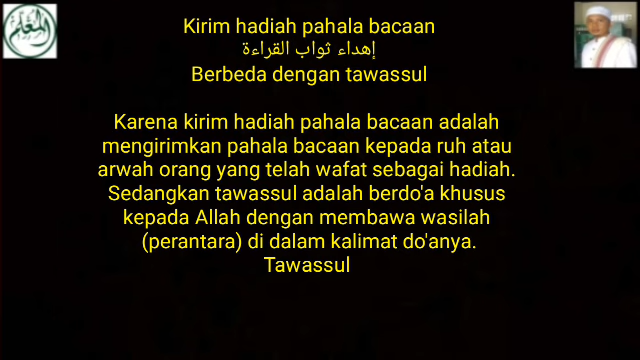 المعلم
Kirim hadiah pahala bacaan
إهداء ثواب القراءة
Berbeda dengan tawassul
Karena kirim hadiah pahala bacaan adalah
mengirimkan pahala bacaan kepada ruh atau
arwah orang yang telah wafat sebagai hadiah.
Sedangkan tawassul adalah berdo'a khusus
kepada Allah dengan membawa wasilah
(perantara) di dalam kalimat do'anya.
Tawassul